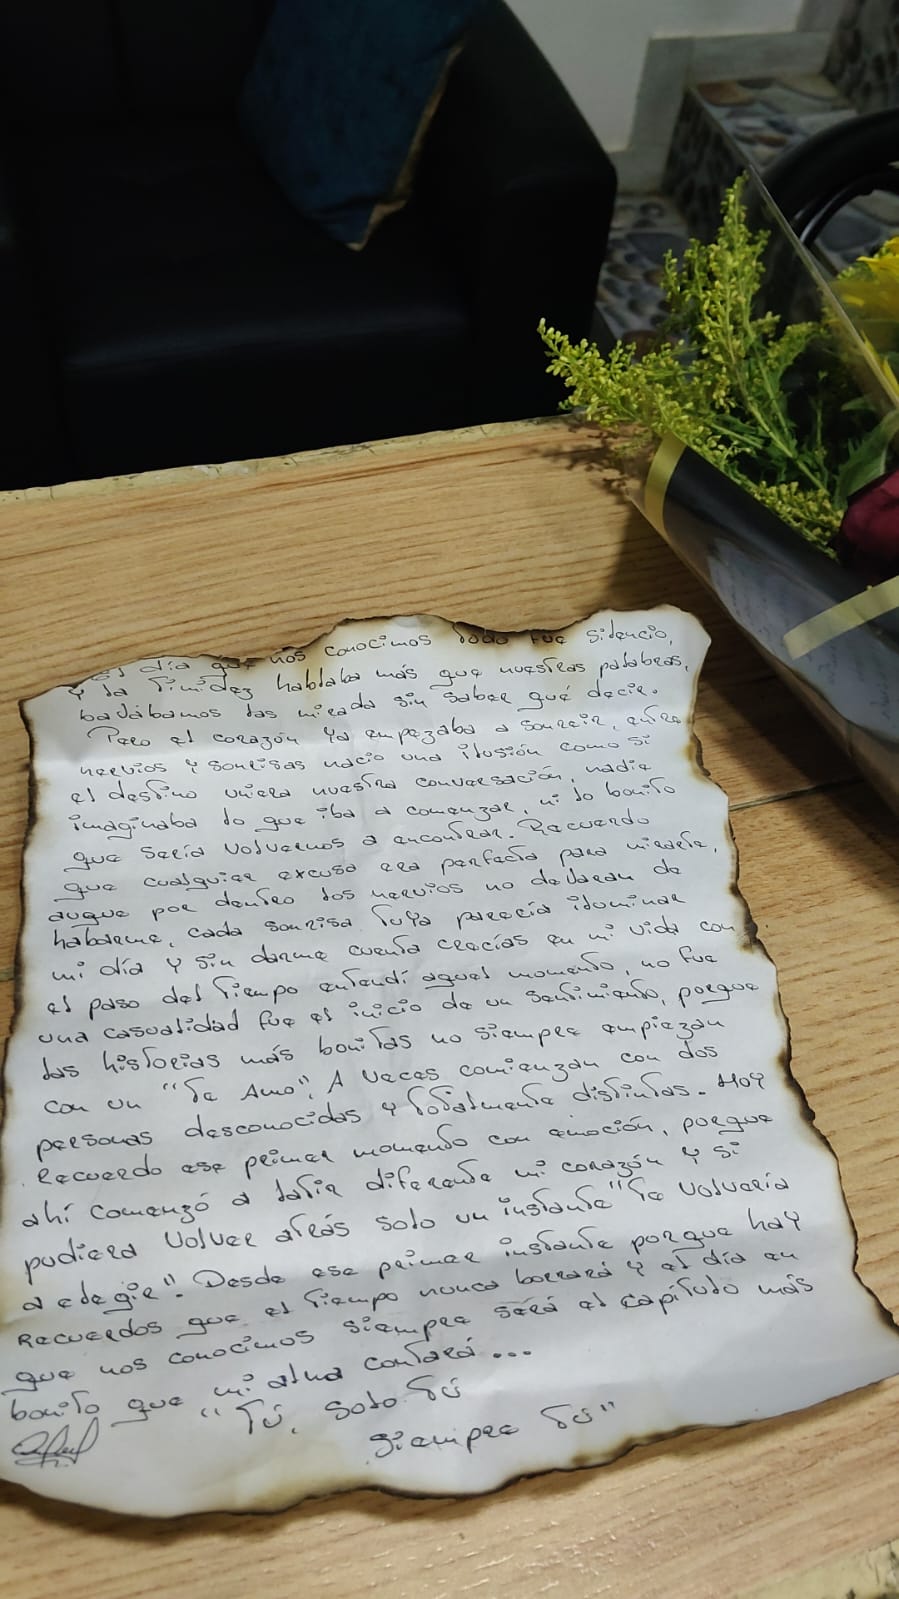 El día que nos conocimos todo fue silencio,
y la timidez hablaba más que nuestras palabras,
bajábamos las mirada sin saber qué decir.
Pero el corazón ya empezaba a sonreir, entre
nervios y sonrisas nacio una ilusión como si
el destino uniera nuestra conversación, nadie
imaginaba lo que iba a comenzar, ni lo bonito
que sería volvernos a encontrar. Recuerdo
que cualquier excusa era perfecta para mirarte,
auque por dentro los nervios no dejaran de
habarme, cada sonrisa tuya parecía iluminar
mi día y sin darme cuenta crecías en mi vida con
el paso del tiempo entendí aquel momento, no fue
una casualidad fue el inicio de un sentimiento, porque
las historias más bonitas no siempre empiezan
con un "Te Amo", A veces comienzan con dos
personas desconocidas y totalmente distintas. Hoy
recuerdo ese primer momento con emoción, porque
ahí comenzó a latir diferente mi corazón y si
pudiera volver atrás solo un instante "te volvería
a elegir". Desde ese primer instante porque hay
recuerdos que el tiempo nunca borrará y el día en
que nos conocimos siempre será el capítulo más
bonito que mi alma contará...
"Tú, solo tú
siempre tú"